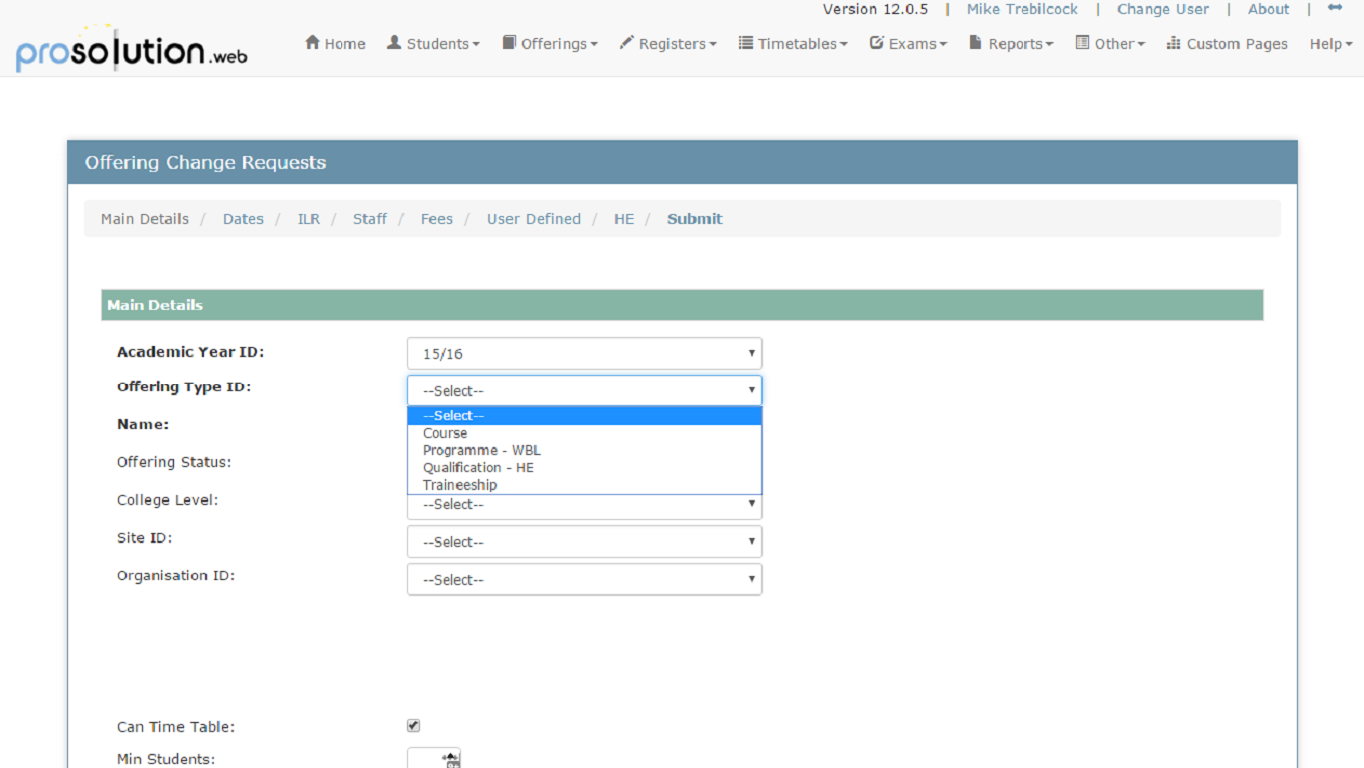 Version 12.0.5 | Mike Trebilcock | Change User | About |
prosolution.web
Home Students Offerings Registers Timetables Exams Reports Other Custom Pages Help
Offering Change Requests
Main Details / Dates / ILR / Staff / Fees / User Defined / HE / Submit
Main Details
Academic Year ID: 15/16
Offering Type ID: --Select--
--Select--
Name:
Course
Programme - WBL
Offering Status:
Qualification - HE
Traineeship
College Level: --Select--
Site ID: --Select--
Organisation ID: --Select--
Can Time Table:
Min Students: